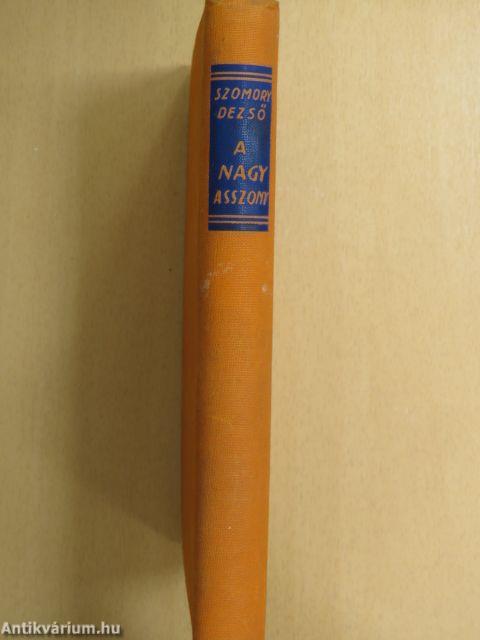 SZOMORY
DEZSŐ
A
NAGY
ASSZONY
Antikvárium.hu